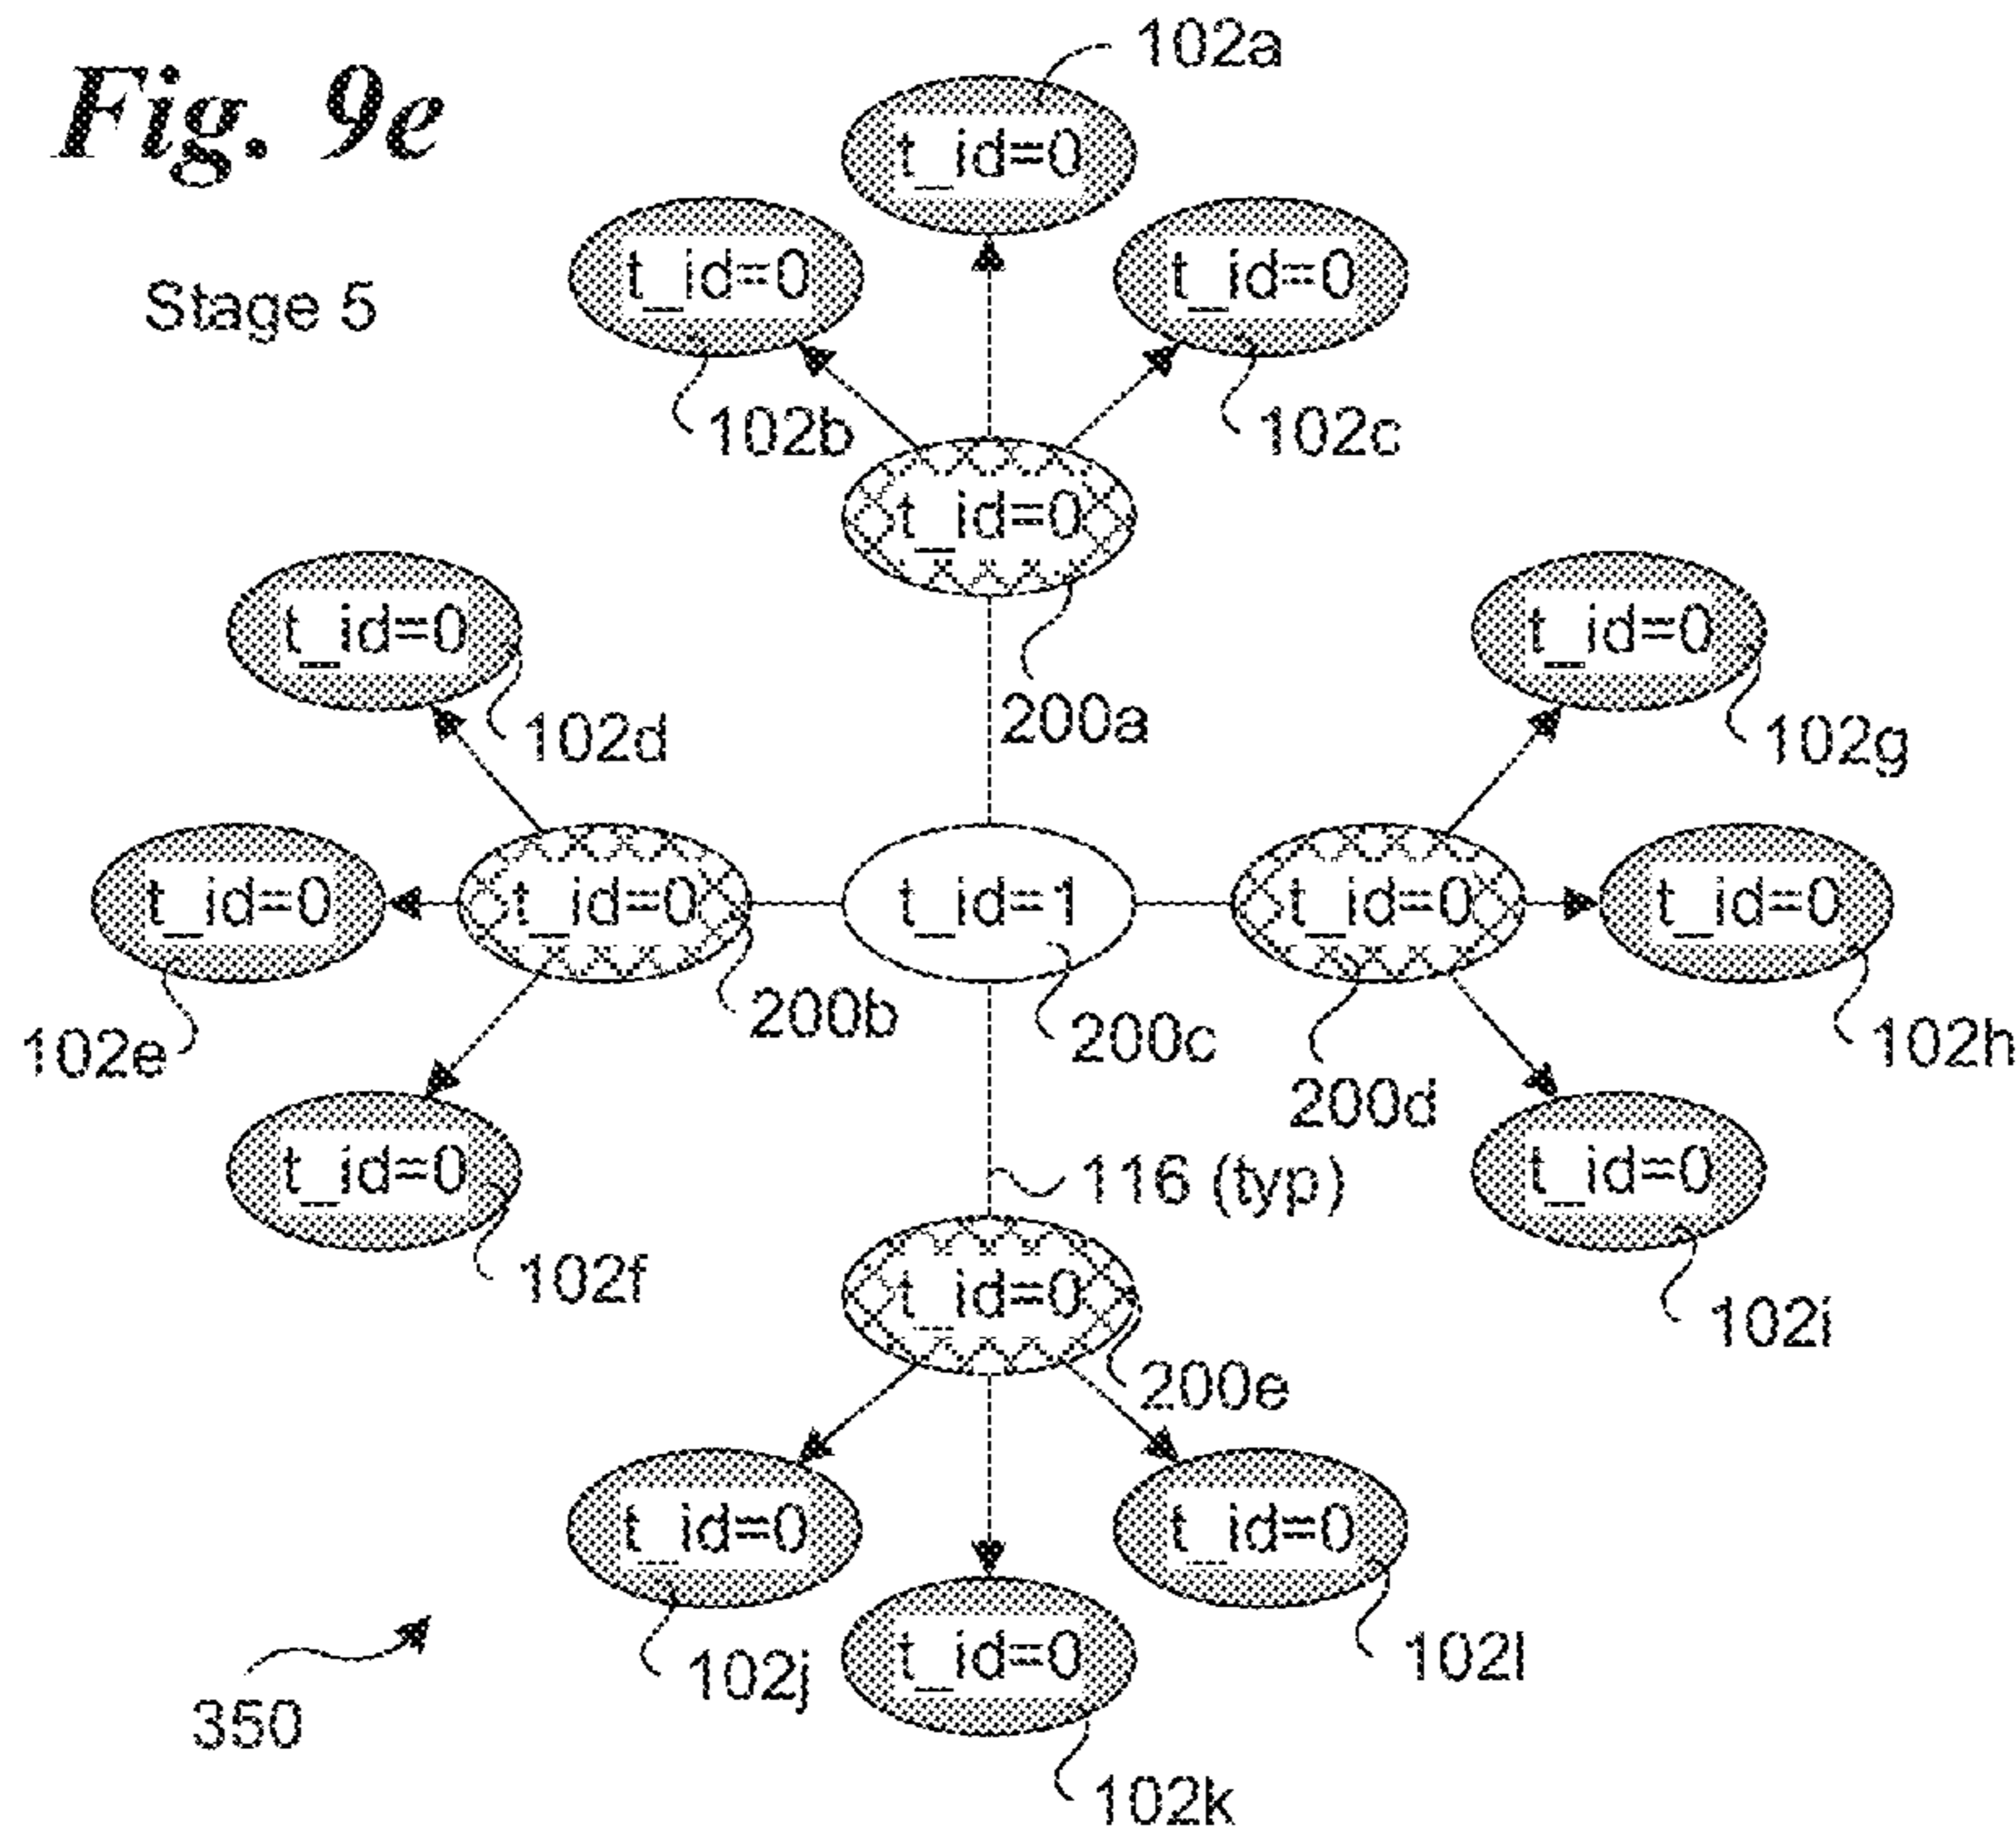 Fig. 9e
Stage 5
102a
t_id=0
t_id=0
t_id=0
102b
102c
t_id=0
t_id=0
t_id=0
200a
102d
102g
t_id=0
t_id=0
t_id=1
t_id=0
t_id=0
102e
200b
200c
200d
102h
t_id=0
116 (typ)
t_id=0
102f
t_id=0
102i
200e
t_id=0
t_id=0
102j
t_id=0
102l
350
102k